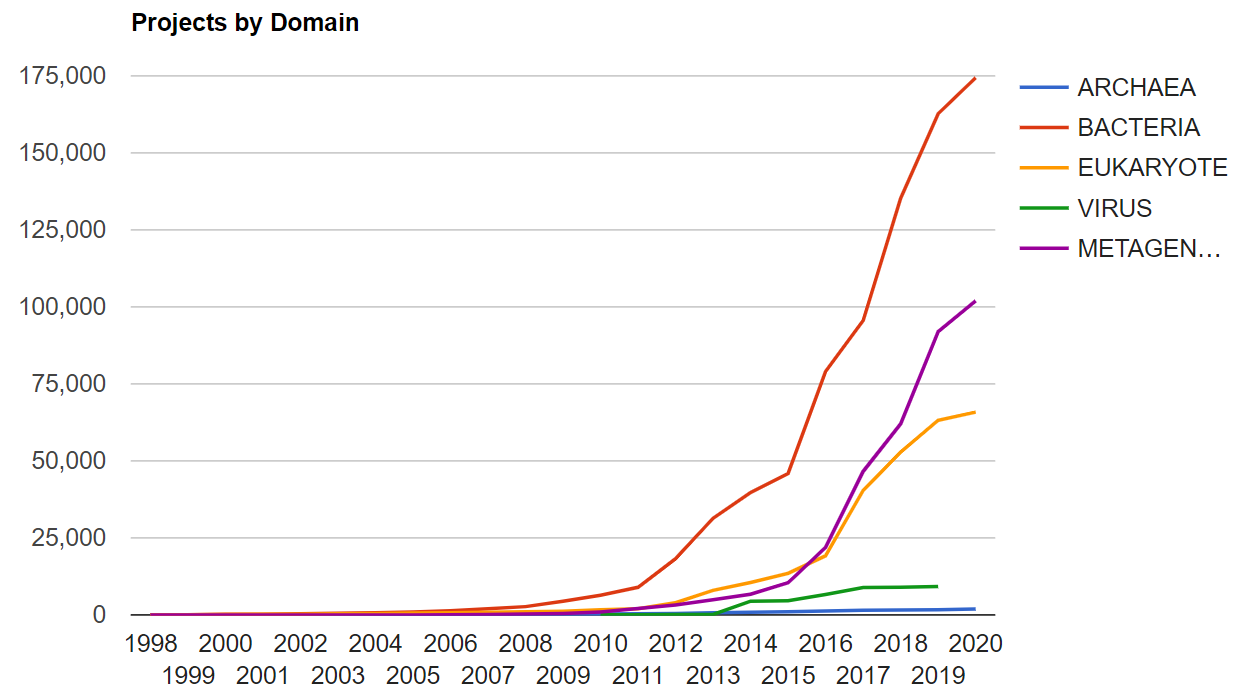 Projects by Domain
175,000
150,000
125,000
100,000
75,000
50,000
25,000
0
1998 2000 2002 2004 2006 2008 2010 2012 2014 2016 2018 2020
1999 2001 2003 2005 2007 2009 2011 2013 2015 2017 2019
ARCHAEA
BACTERIA
EUKARYOTE
VIRUS
METAGEN…